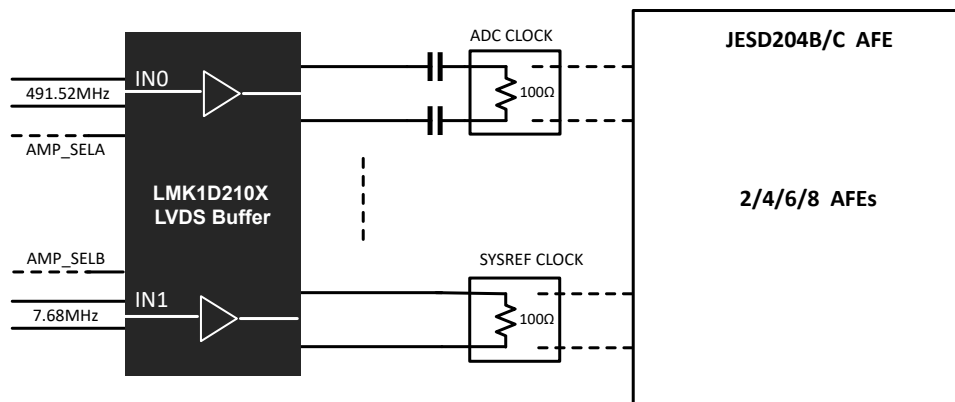 ADC CLOCK
JESD204B/C AFE
IN0
491.52MHz
100Ω
AMP_SELA
LMK1D210X
LVDS Buffer
2/4/6/8 AFEs
AMP_SELB
SYSREF CLOCK
IN1
7.68MHz
100Ω